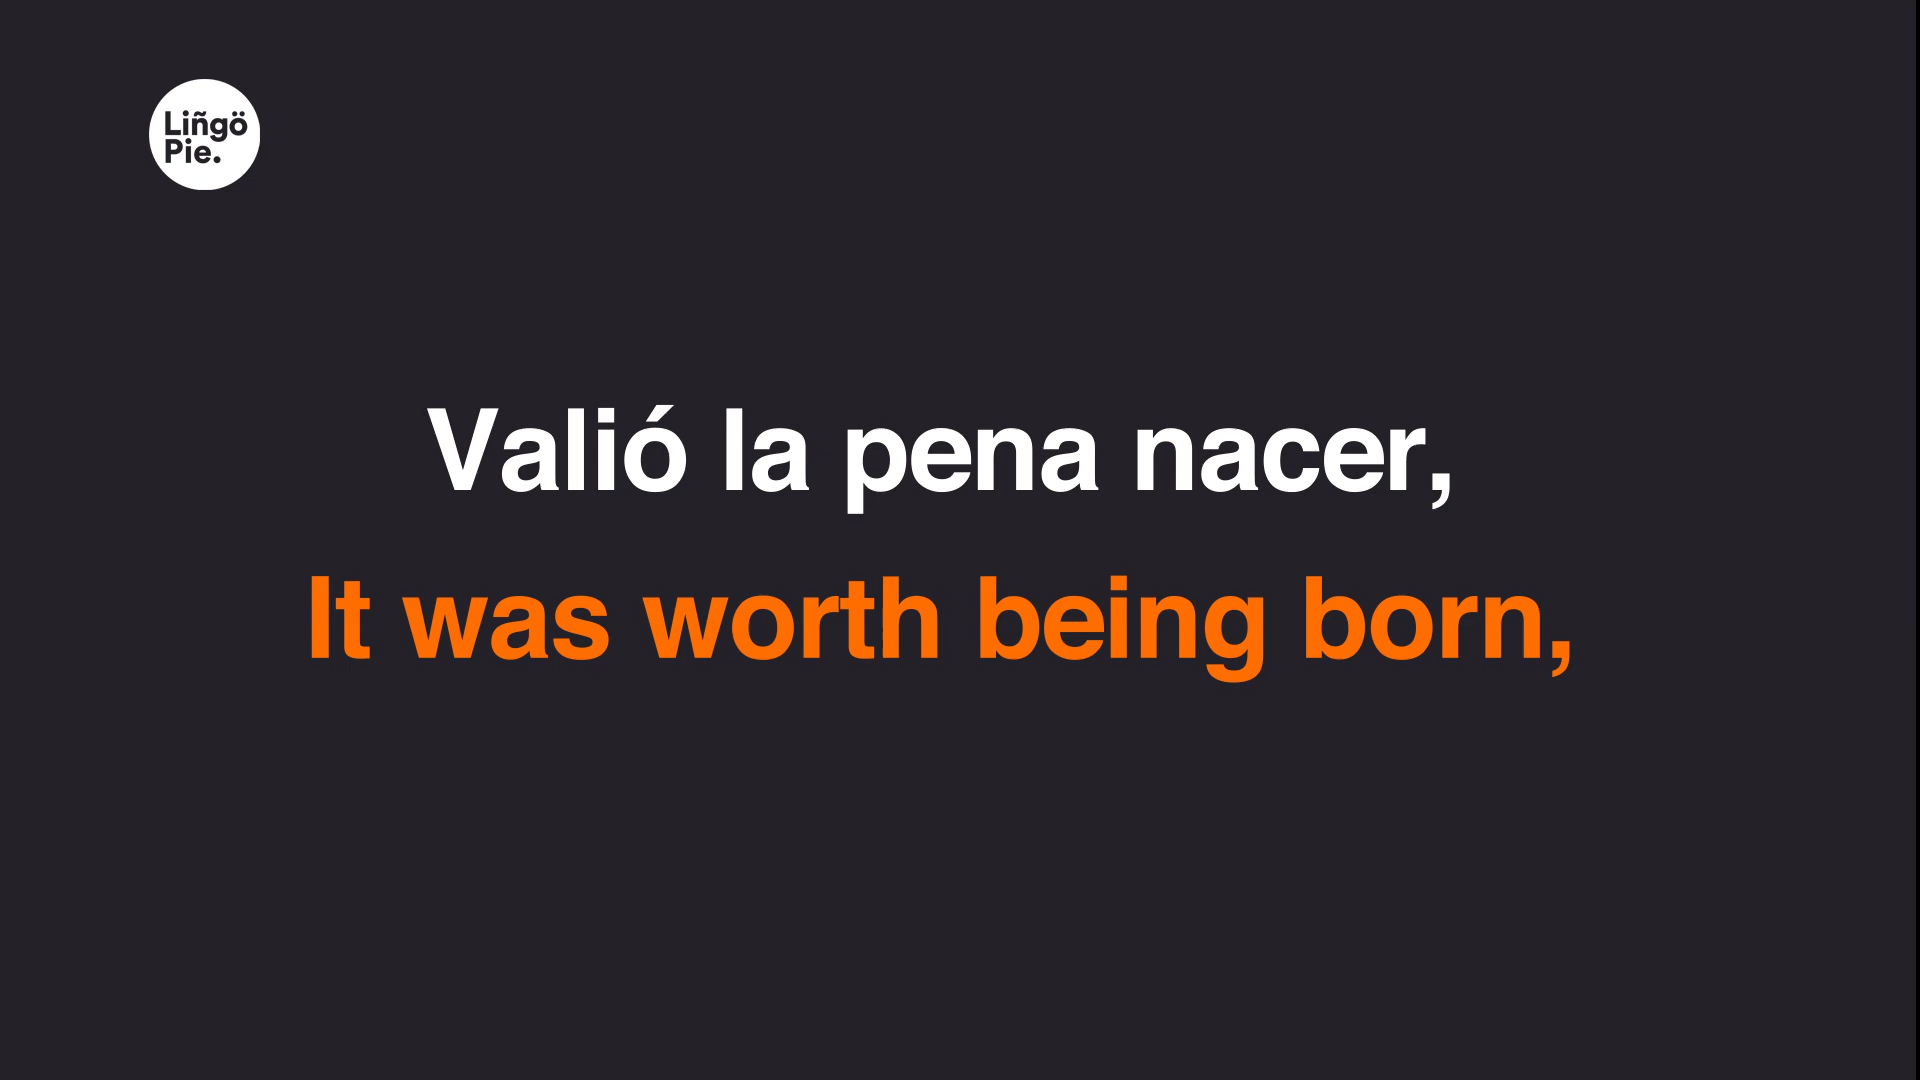 Liñgö
Pie.
Valió la pena nacer,
It was worth being born,